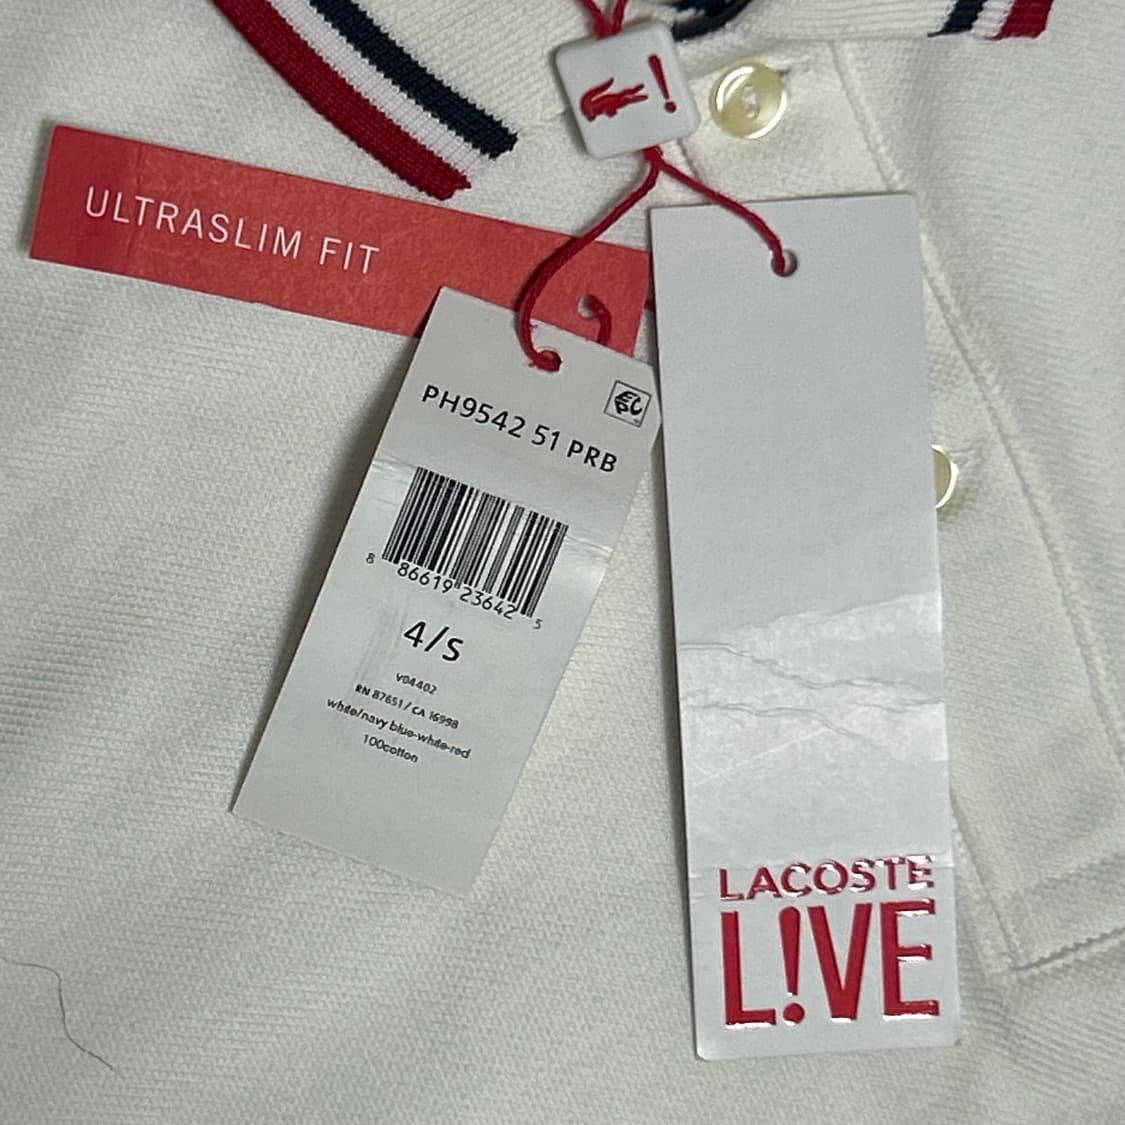 ULTRASLIM FIT
PH9542 51 PRB
8 86619 23642 5
4/S
V04402
RN 87651 / CA 16998
white/navy blue-white-red
100cotton
LACOSTE
L!VE